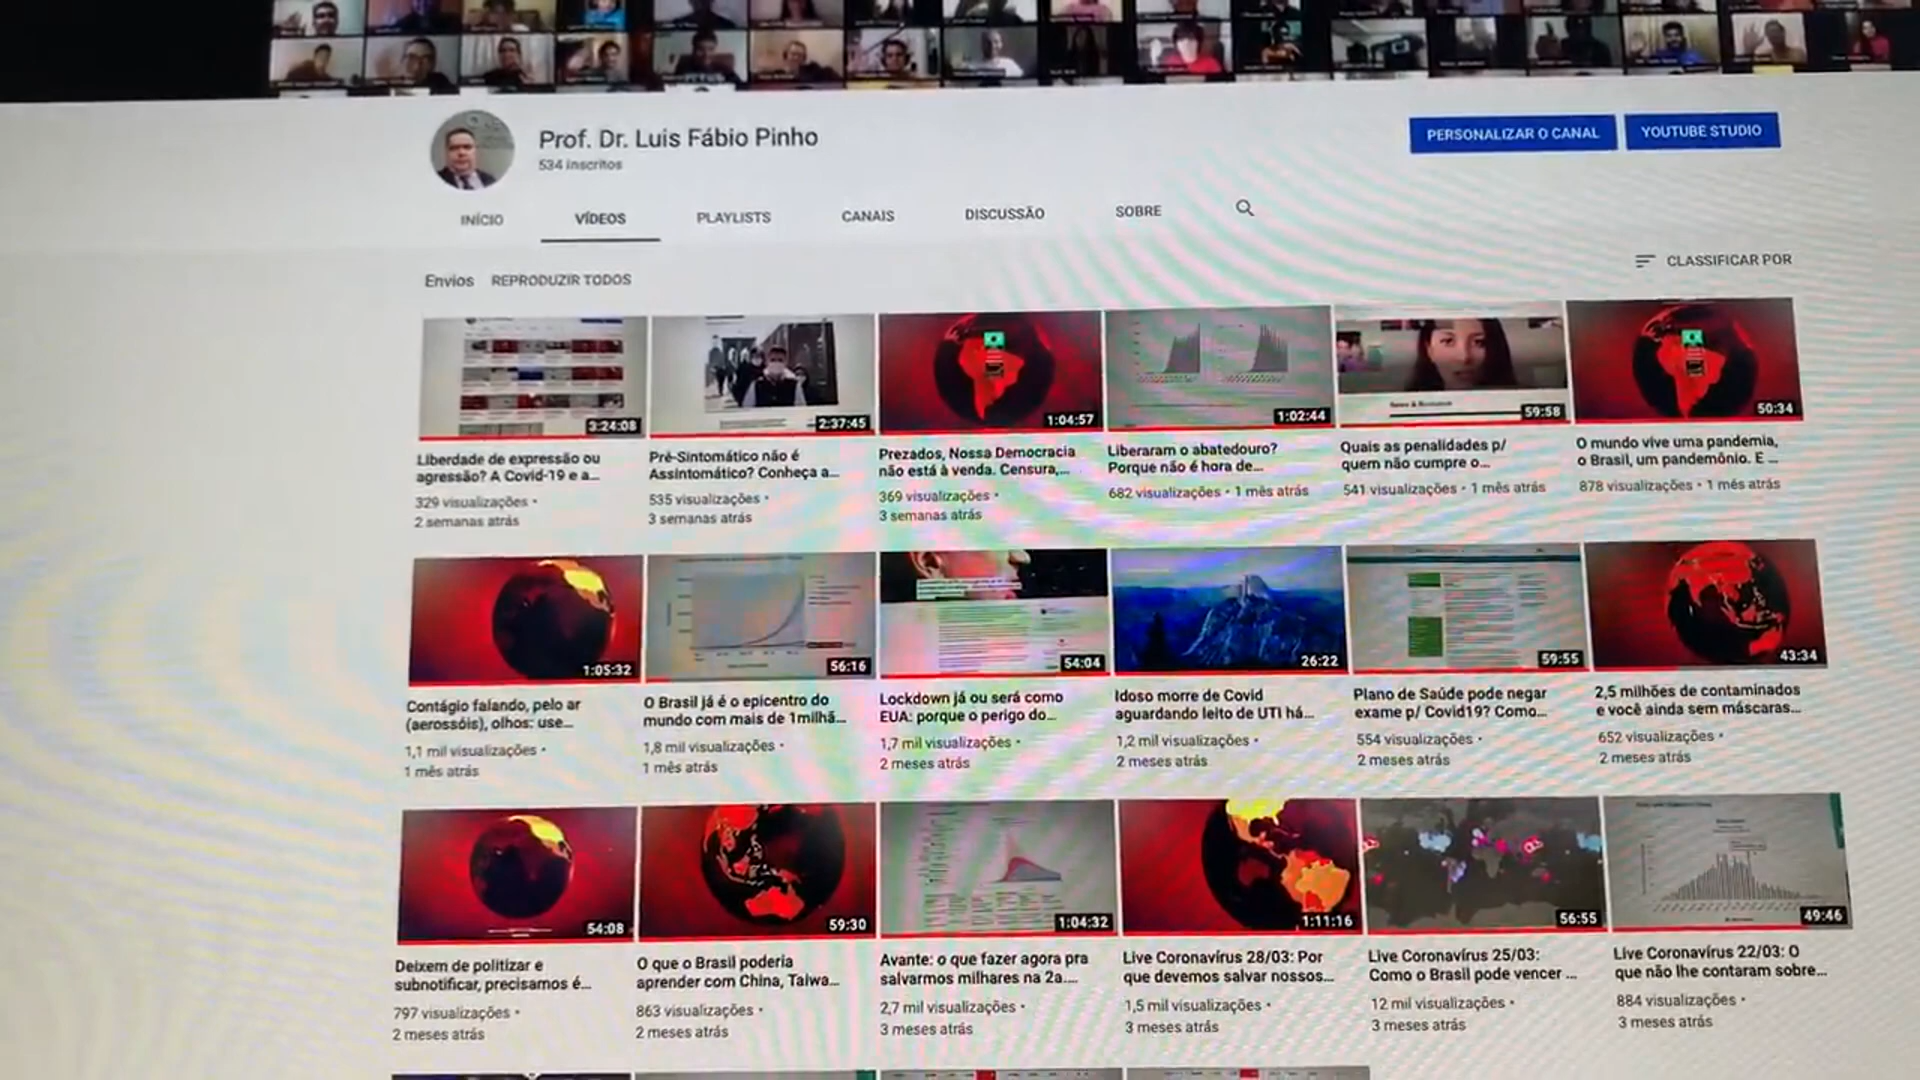 Prof. Dr. Luis Fábio Pinho
534 inscritos
PERSONALIZAR O CANAL
YOUTUBE STUDIO
INÍCIO
VÍDEOS
PLAYLISTS
CANAIS
DISCUSSÃO
SOBRE
Envios
REPRODUZIR TODOS
CLASSIFICAR POR
3:24:08
Liberdade de expressão ou
agressão? A Covid-19 e a...
329 visualizações •
2 semanas atrás
2:37:45
Pré-Sintomático não é
Assintomático? Conheça a...
535 visualizações •
3 semanas atrás
1:04:57
Prezados, Nossa Democracia
não está à venda. Censura,...
369 visualizações •
3 semanas atrás
1:02:44
Liberaram o abatedouro?
Porque não é hora de...
682 visualizações • 1 mês atrás
59:58
Quais as penalidades p/
quem não cumpre o...
541 visualizações • 1 mês atrás
50:34
O mundo vive uma pandemia,
o Brasil, um pandemônio. E ...
878 visualizações • 1 mês atrás
1:05:32
Contágio falando, pelo ar
(aerossóis), olhos: use...
1,1 mil visualizações •
1 mês atrás
56:16
O Brasil já é o epicentro do
mundo com mais de 1milhã...
1,8 mil visualizações •
1 mês atrás
54:04
Lockdown já ou será como
EUA: porque o perigo do...
1,7 mil visualizações •
2 meses atrás
26:22
Idoso morre de Covid
aguardando leito de UTI há...
1,2 mil visualizações •
2 meses atrás
59:55
Plano de Saúde pode negar
exame p/ Covid19? Como...
554 visualizações •
2 meses atrás
43:34
2,5 milhões de contaminados
e você ainda sem máscaras...
652 visualizações •
2 meses atrás
54:08
Deixem de politizar e
subnotificar, precisamos é...
797 visualizações •
2 meses atrás
59:30
O que o Brasil poderia
aprender com China, Taiwa...
863 visualizações •
2 meses atrás
1:04:32
Avante: o que fazer agora pra
salvarmos milhares na 2a....
2,7 mil visualizações •
3 meses atrás
1:11:16
Live Coronavírus 28/03: Por
que devemos salvar nossos...
1,5 mil visualizações •
3 meses atrás
56:55
Live Coronavírus 25/03:
Como o Brasil pode vencer ...
12 mil visualizações •
3 meses atrás
49:46
Live Coronavírus 22/03: O
que não lhe contaram sobre...
884 visualizações •
3 meses atrás